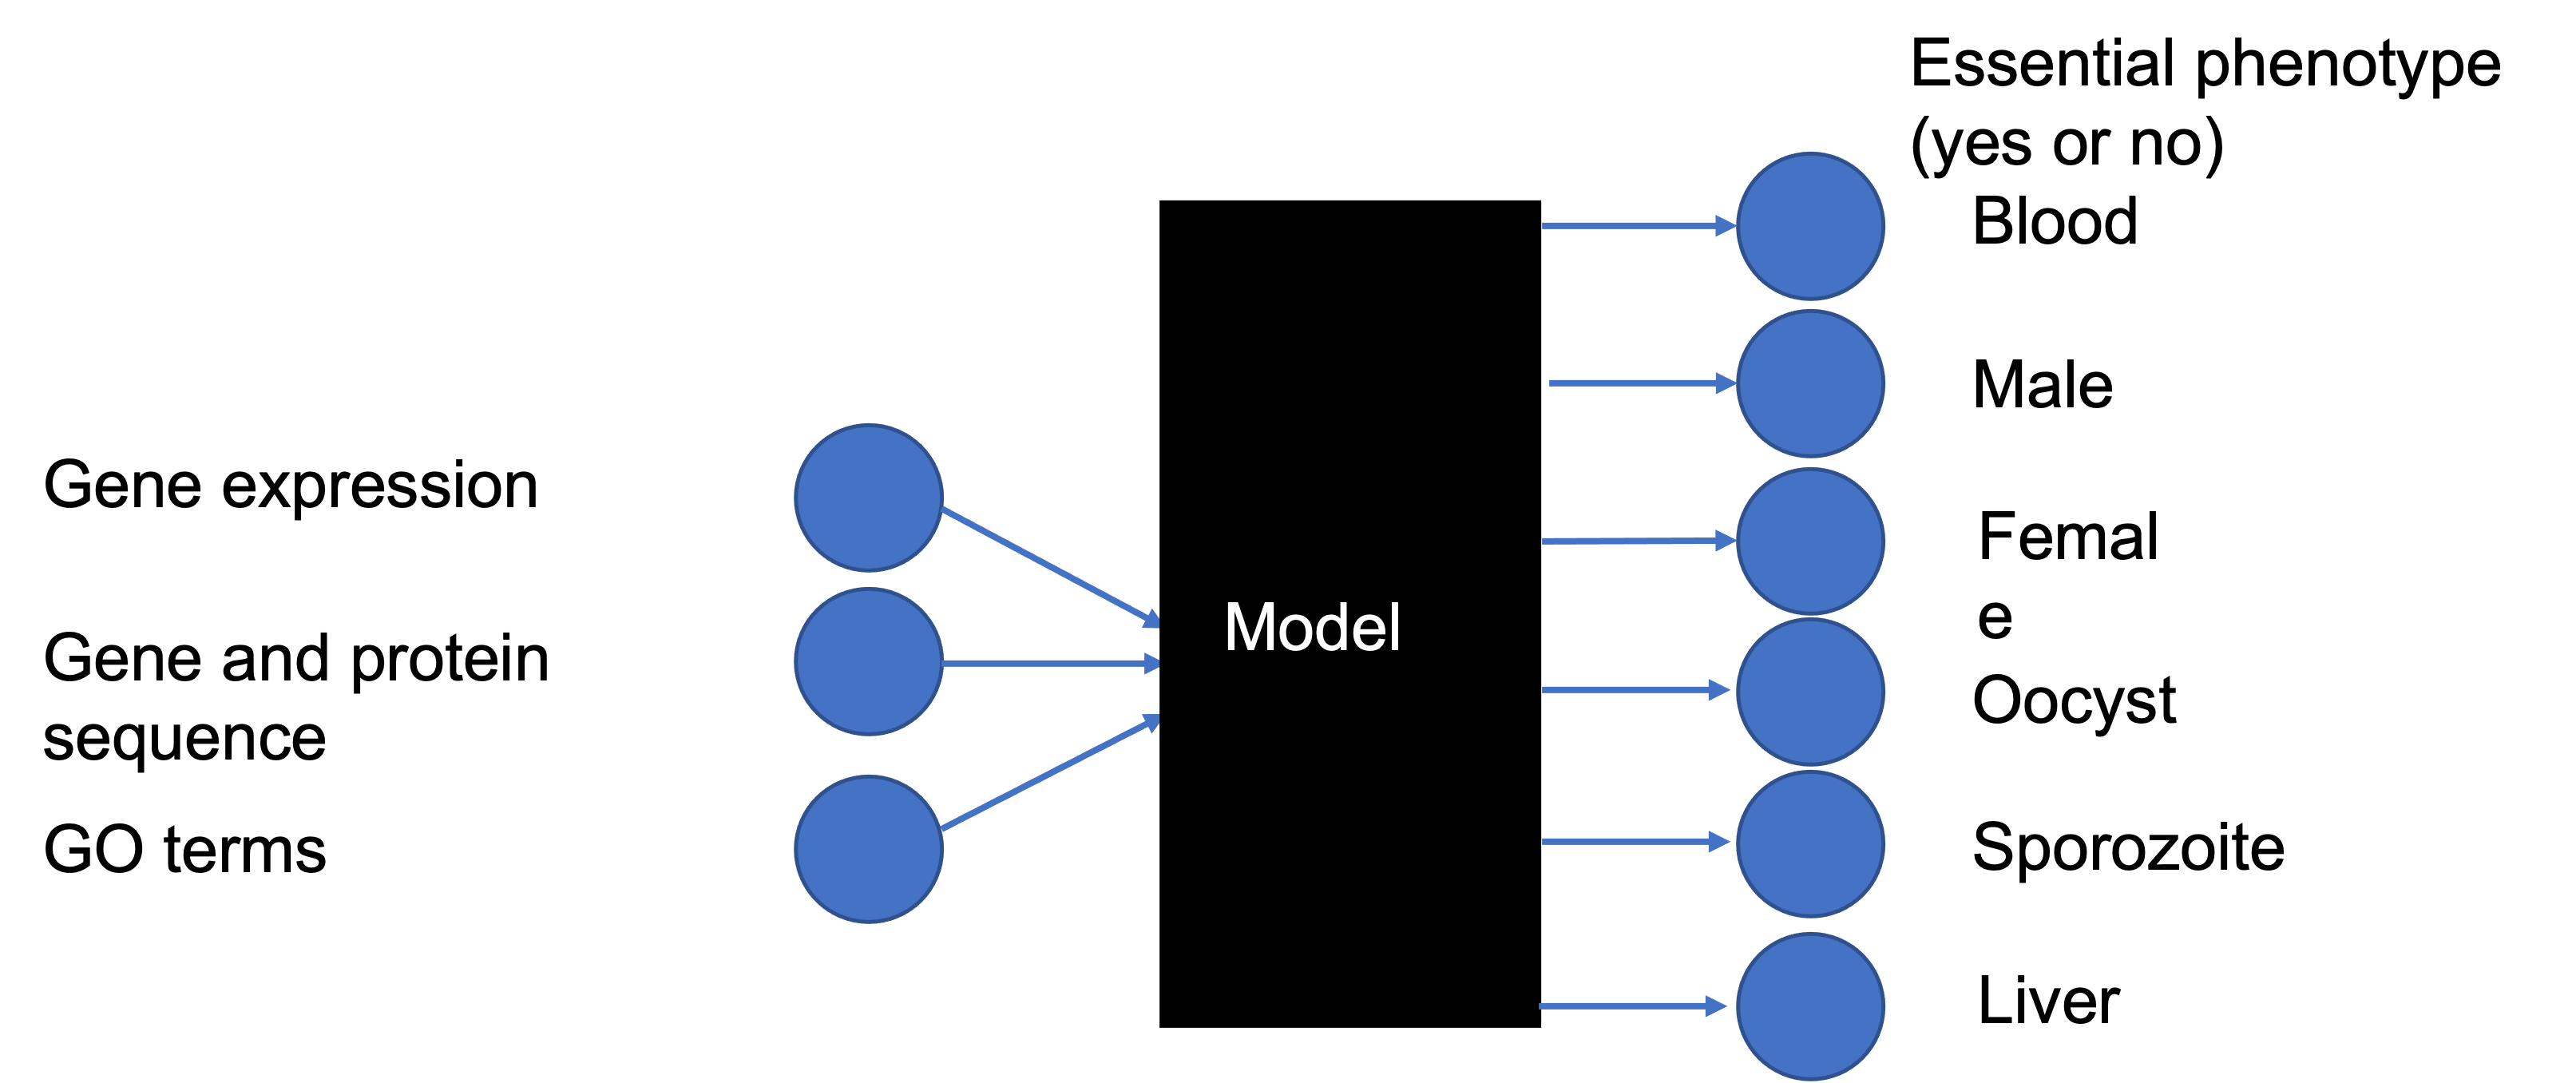 Gene expression
Gene and protein
sequence
GO terms
Model
Essential phenotype
(yes or no)
Blood
Male
Femal
e
Oocyst
Sporozoite
Liver